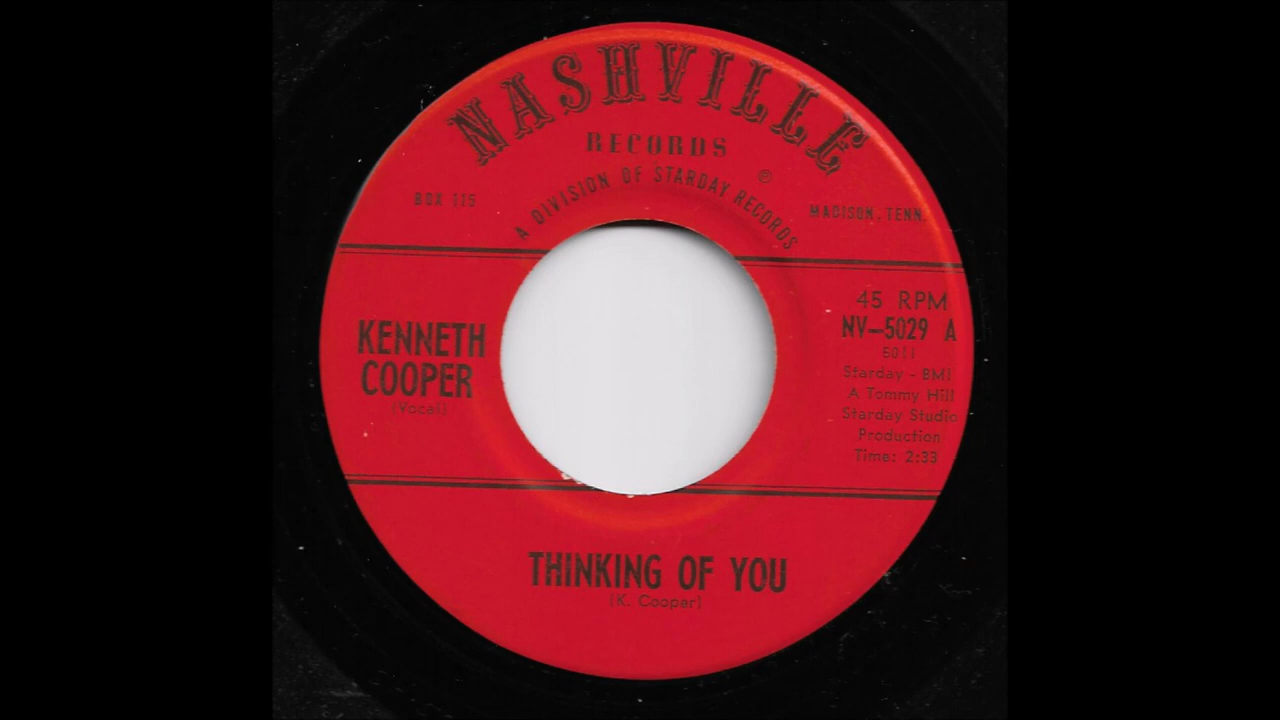 NASHVILLE
RECORDS
®
A DIVISION OF STARDAY RECORDS
BOX 115
MADISON, TENN.
45 RPM
NV-5029 A
5011
Starday - BMI
A Tommy Hill
Starday Studio
Production
Time: 2:33
KENNETH
COOPER
(Vocal)
THINKING OF YOU
(K. Cooper)